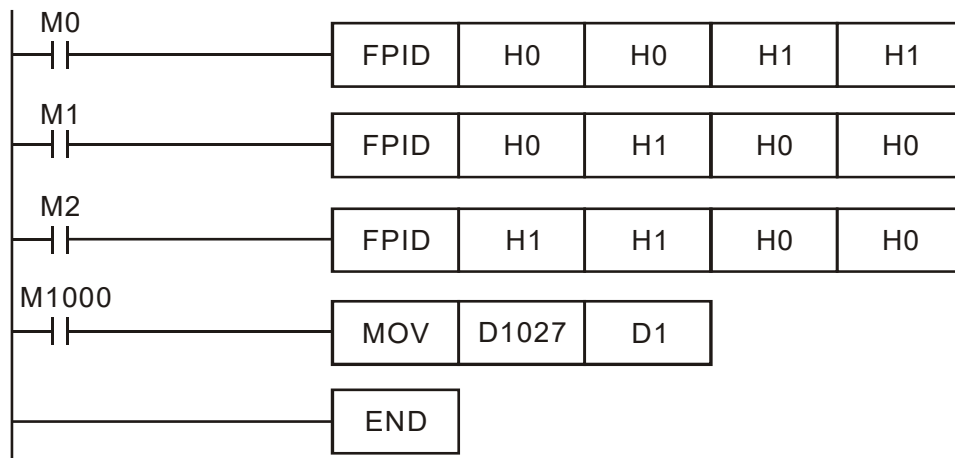 M0
FPID H0 H0 H1 H1
M1
FPID H0 H1 H0 H0
M2
FPID H1 H1 H0 H0
M1000
MOV D1027 D1
END